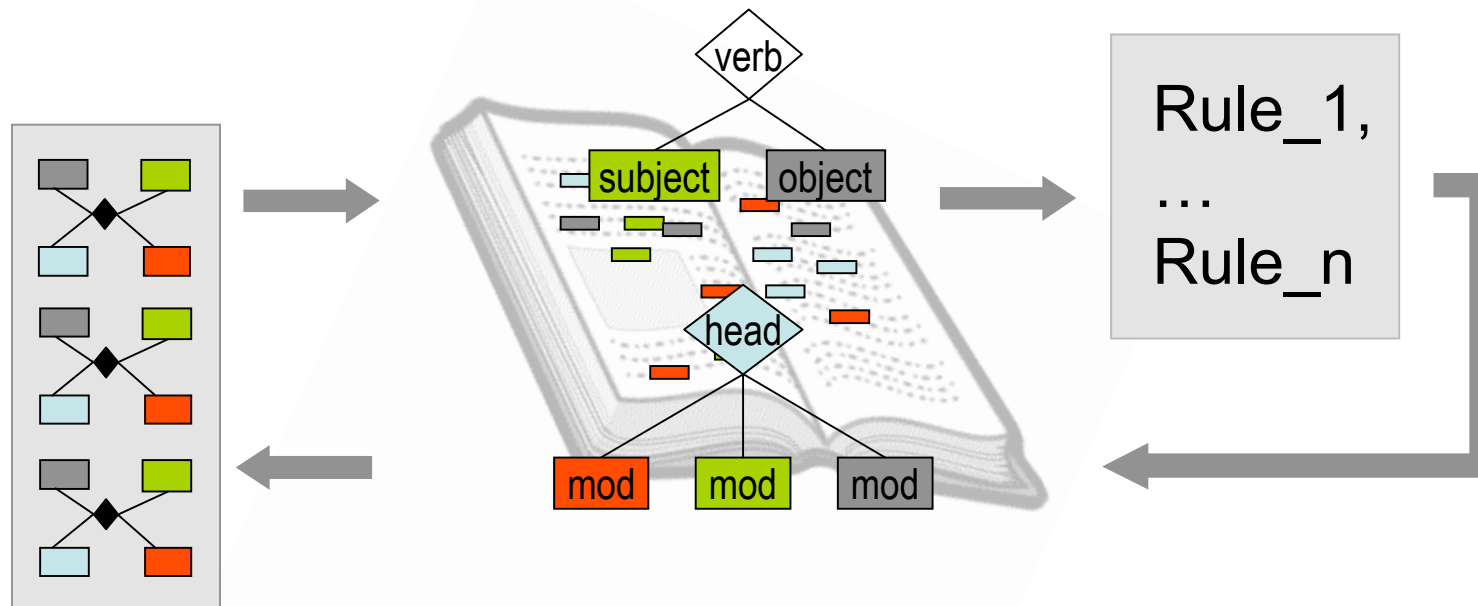 verb
subject
object
head
mod
mod
mod
Rule_1,
…
Rule_n